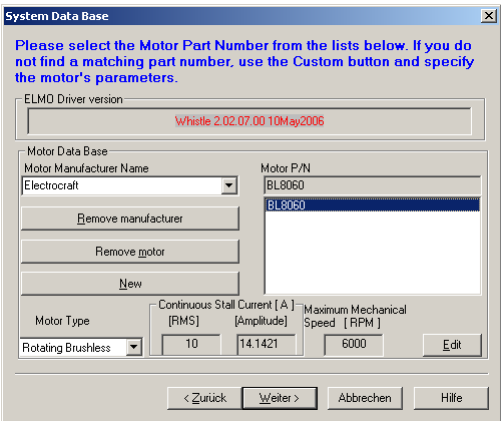 System Data Base
Please select the Motor Part Number from the lists below. If you do
not find a matching part number, use the Custom button and specify
the motor's parameters.
ELMO Driver version
Whistle 2.02.07.00 10May2006
Motor Data Base
Motor Manufacturer Name
Motor P/N
Electrocraft
BL8060
BL8060
Remove manufacturer
Remove motor
New
Continuous Stall Current [ A ]
Maximum Mechanical
Motor Type
[RMS]
[Amplitude]
Speed [ RPM ]
Rotating Brushless
10
14.1421
6000
Edit
< Zurück
Weiter >
Abbrechen
Hilfe